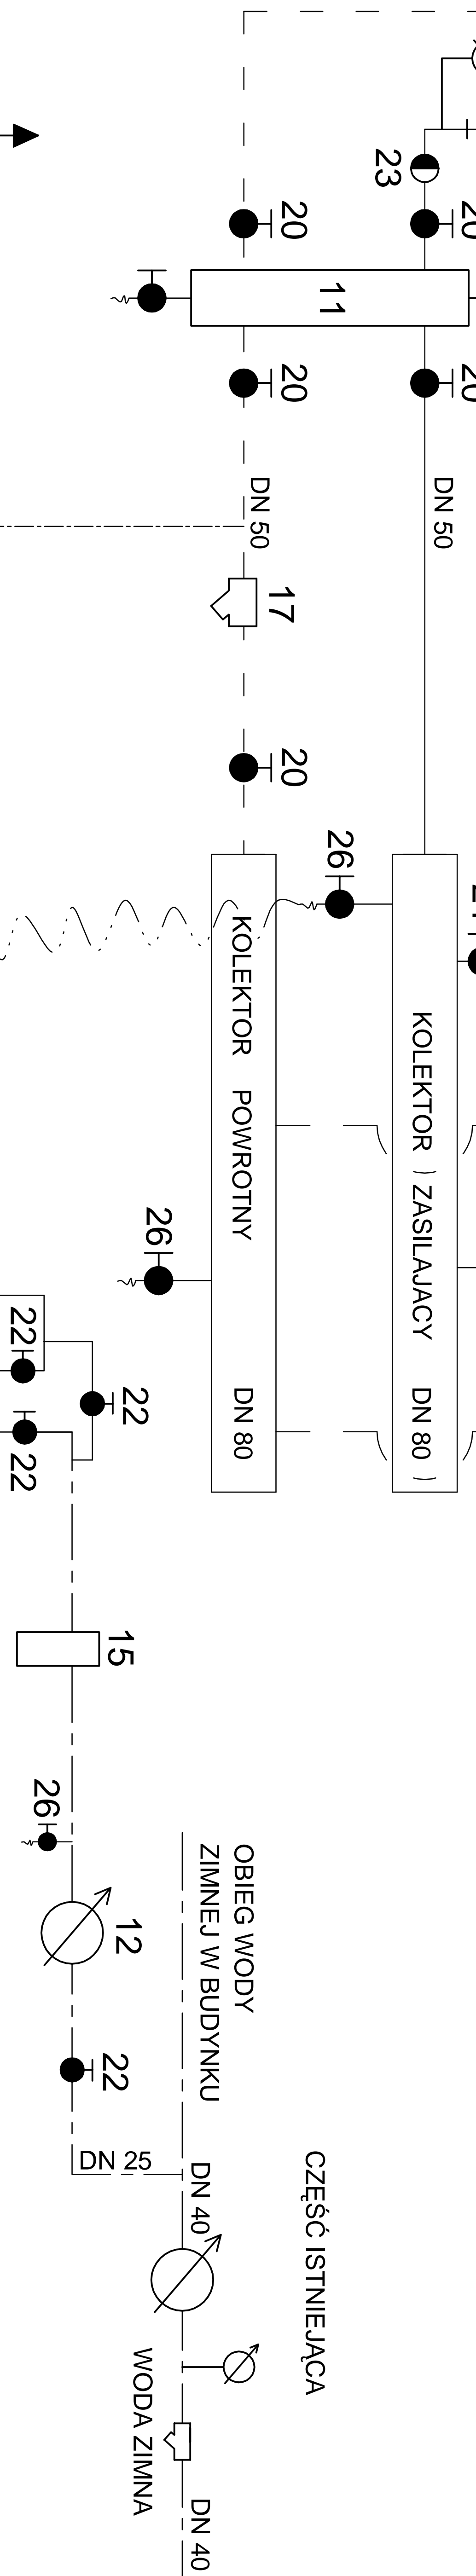 23
20
20
11
20
20
DN 50
DN 50
17
20
26
KOLEKTOR POWROTNY DN 80
KOLEKTOR (ZASILAJACY DN 80)
26
22
22
22
15
26
12
22
OBIEG WODY
ZIMNEJ W BUDYNKU
DN 25
DN 40
CZĘŚĆ ISTNIEJĄCA
WODA ZIMNA
DN 40